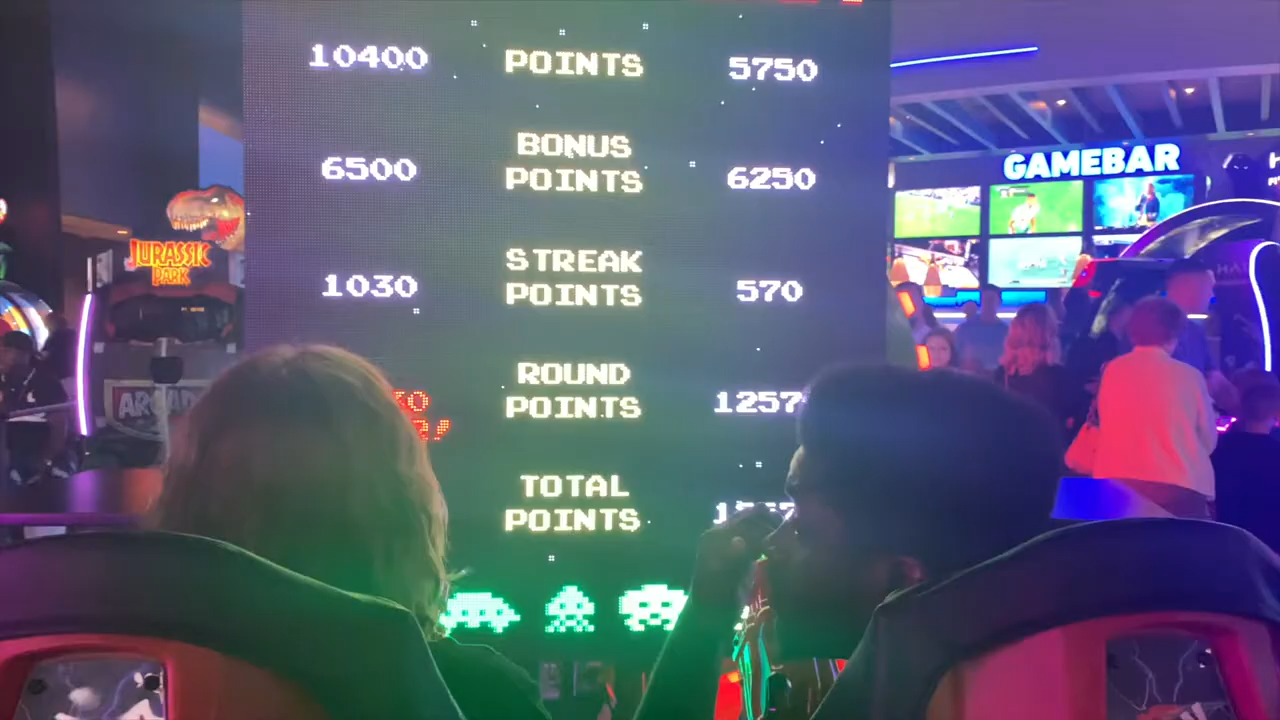 10400 POINTS 5750
BONUS
6500 POINTS 6250
STREAK
1030 POINTS 570
ROUND
POINTS
TOTAL
POINTS
JURASSIC
PARK
GAMEBAR